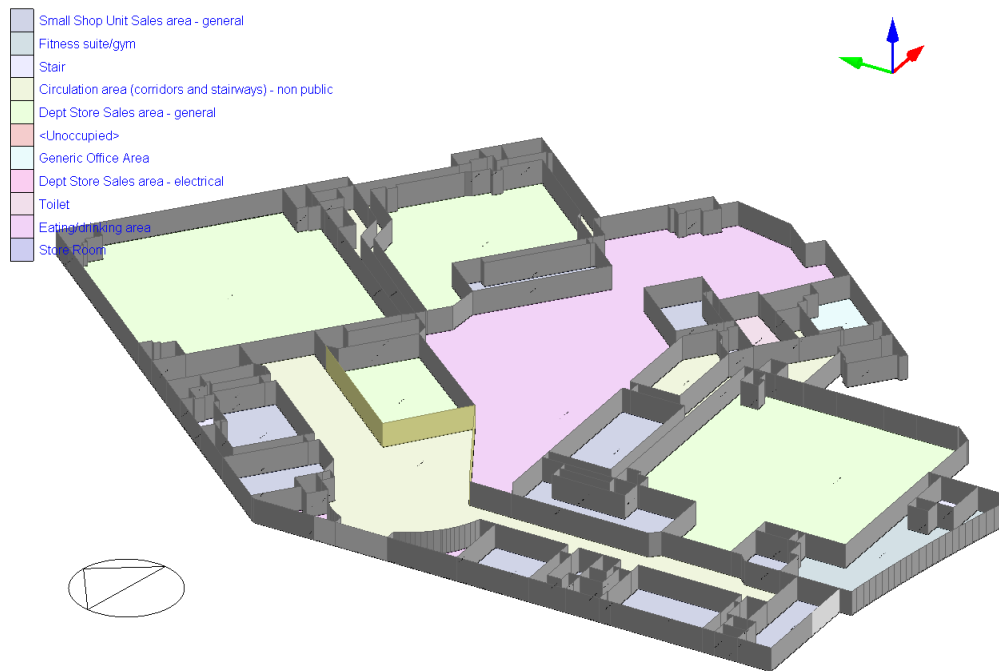 Small Shop Unit Sales area - general
Fitness suite/gym
Stair
Circulation area (corridors and stairways) - non public
Dept Store Sales area - general
<Unoccupied>
Generic Office Area
Dept Store Sales area - electrical
Toilet
Eating/drinking area
Store Room